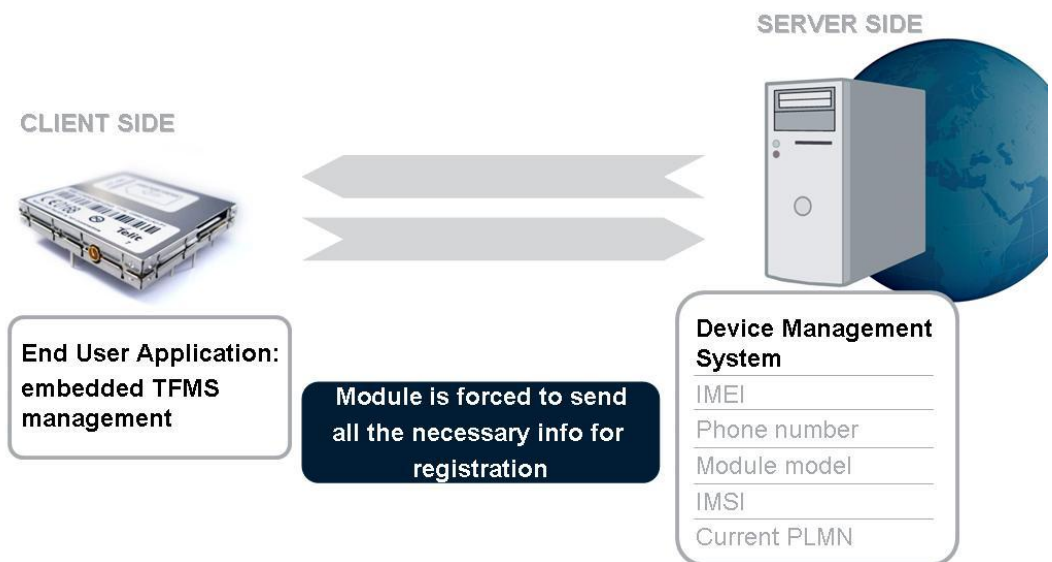 SERVER SIDE
CLIENT SIDE
Telit
End User Application:
embedded TFMS
management
Module is forced to send
all the necessary info for
registration
Device Management
System
IMEI
Phone number
Module model
IMSI
Current PLMN